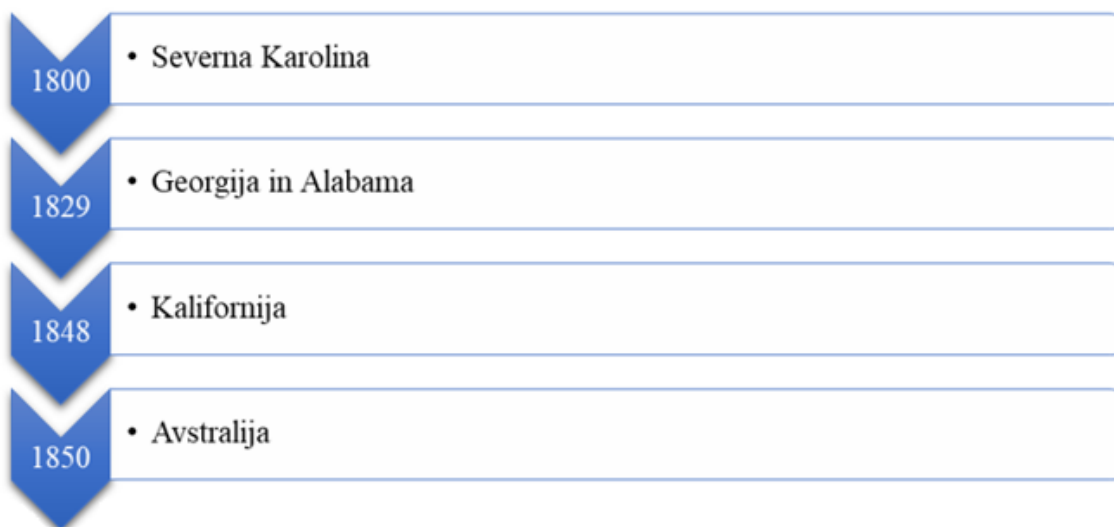 1800
• Severna Karolina
1829
• Georgija in Alabama
1848
• Kalifornija
1850
• Avstralija